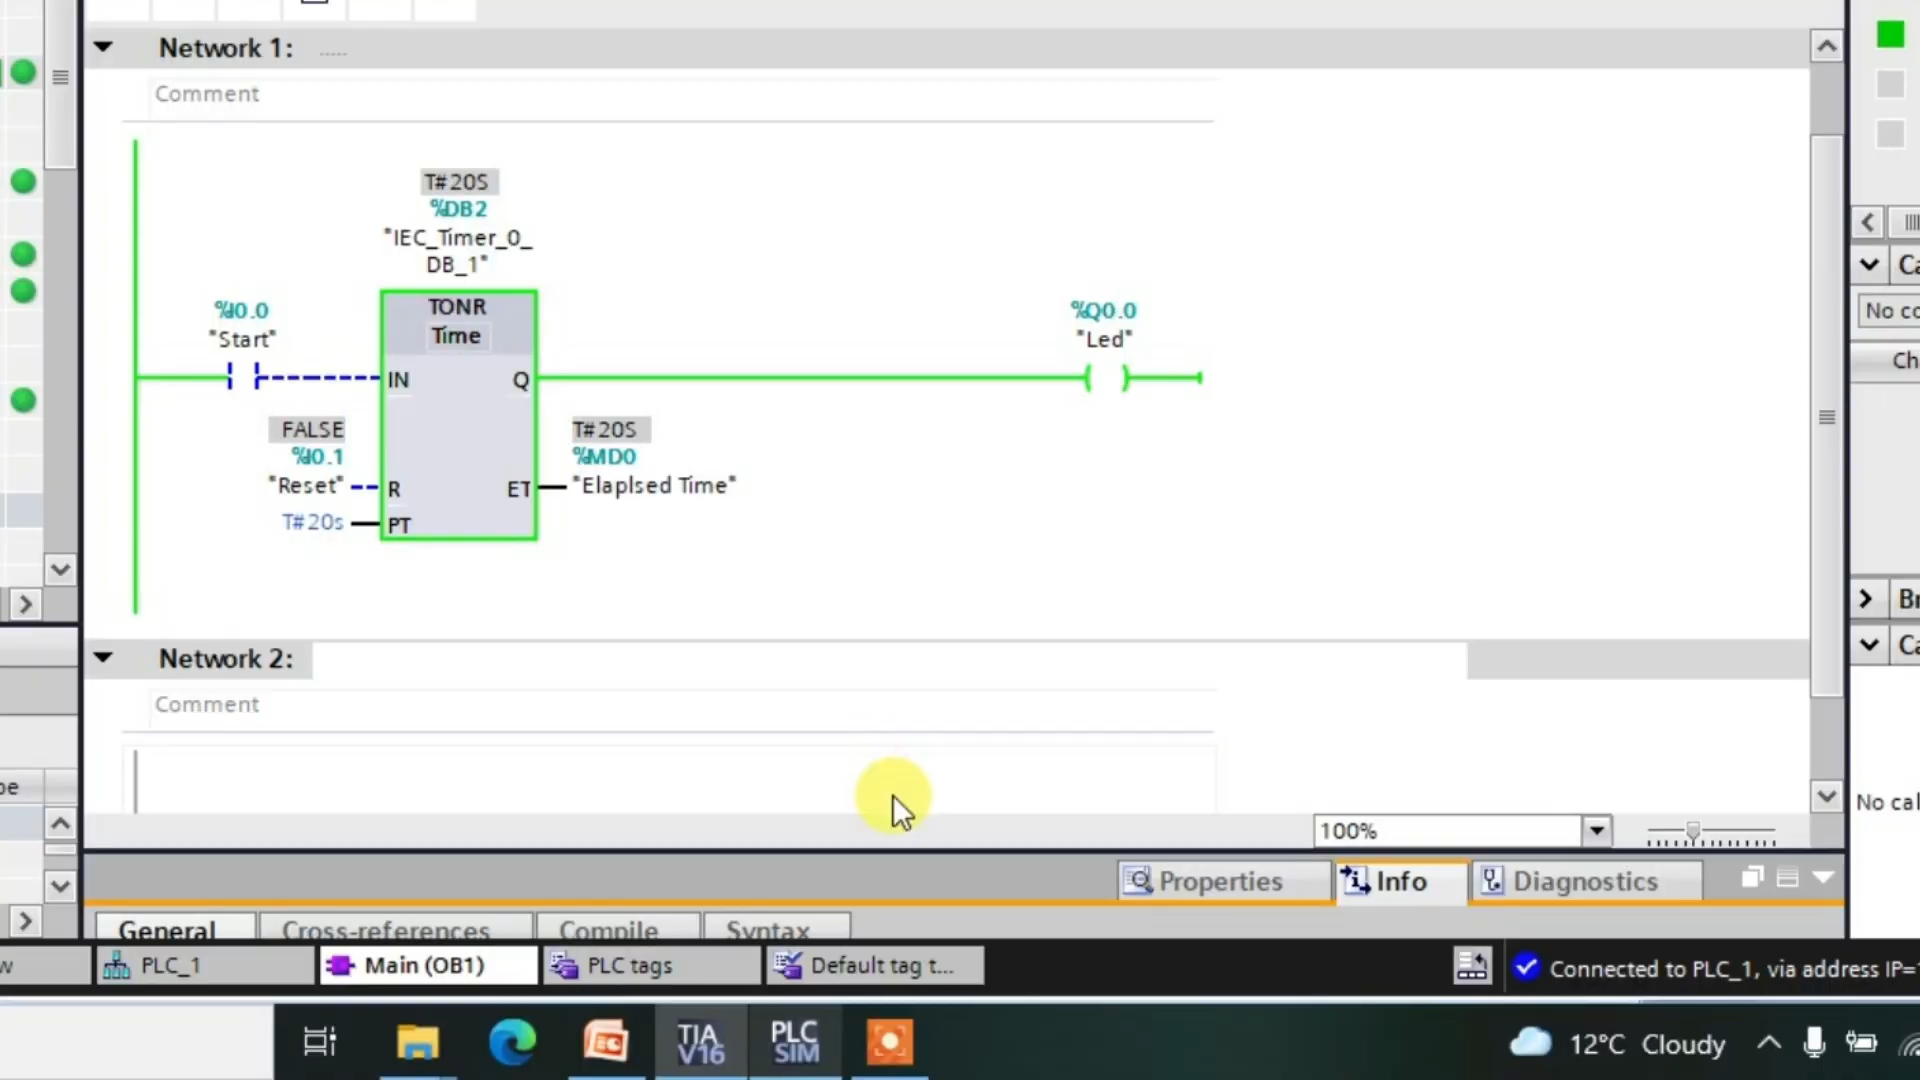 Network 1: .....
Comment
T#20S
%DB2
"IEC_Timer_0_
DB_1"
TONR
Time
%I0.0
"Start"
%Q0.0
"Led"
IN
Q
FALSE
%I0.1
"Reset"
R
T#20s
PT
T#20S
%MD0
ET
"Elaplsed Time"
Network 2:
Comment
100%
Properties
Info
Diagnostics
General
Cross-references
Compile
Syntax
PLC_1
Main (OB1)
PLC tags
Default tag t...
Connected to PLC_1, via address IP=
TIA
V16
PLC
SIM
12°C Cloudy
No co
No cal